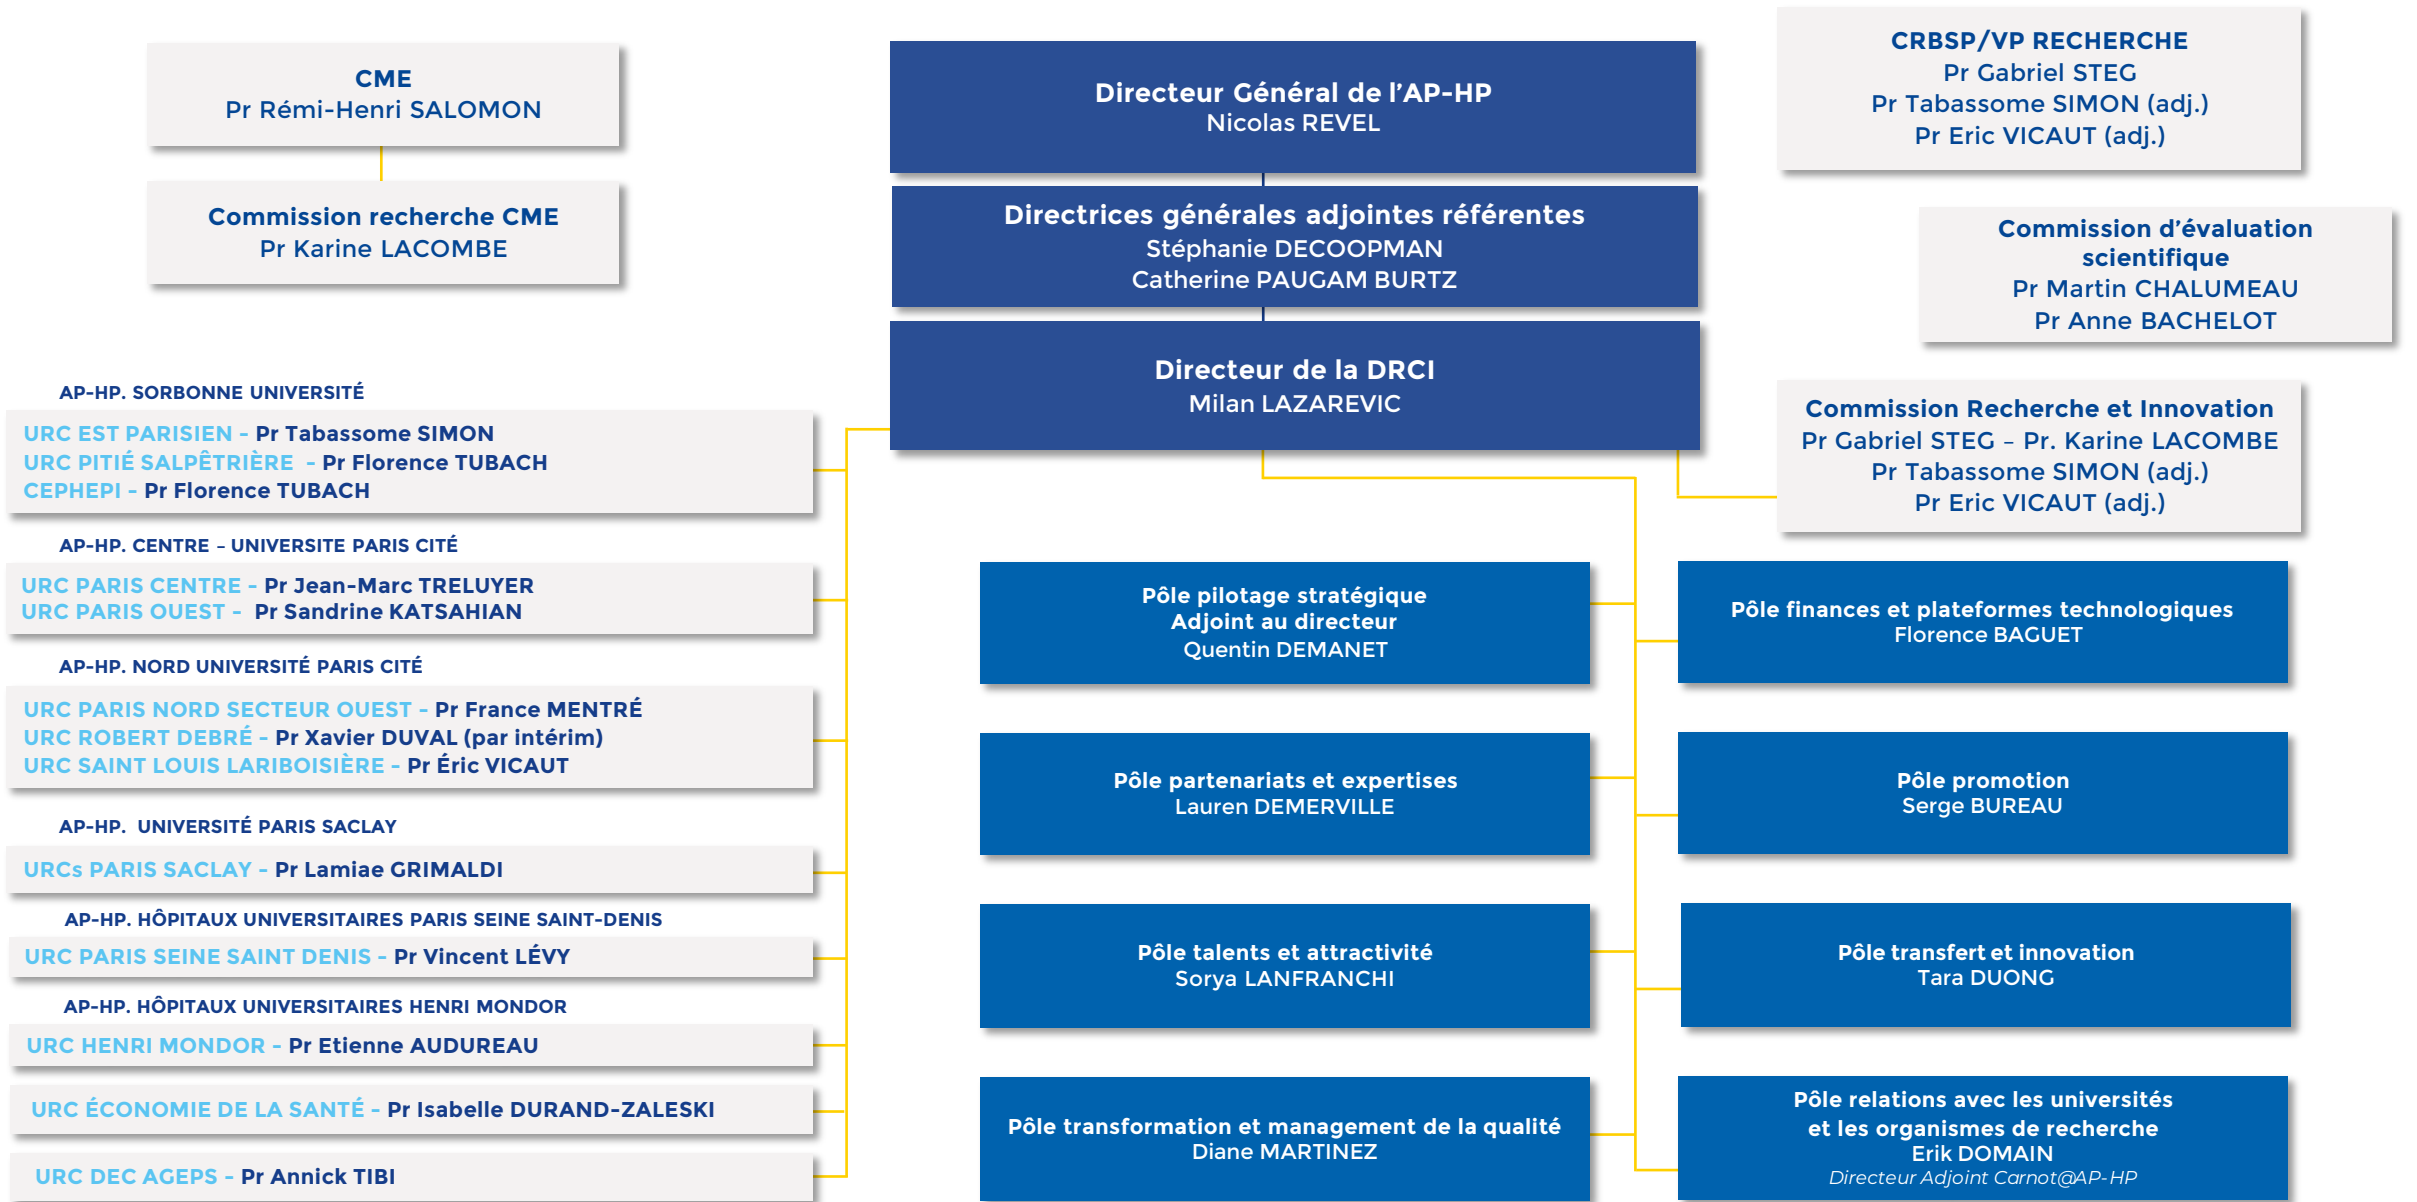 CME
Pr Rémi-Henri SALOMON
Commission recherche CME
Pr Karine LACOMBE
Directeur Général de l'AP-HP
Nicolas REVEL
Directrices générales adjointes référentes
Stéphanie DECOOPMAN
Catherine PAUGAM BURTZ
Directeur de la DRCI
Milan LAZAREVIC
CRBSP/VP RECHERCHE
Pr Gabriel STEG
Pr Tabassome SIMON (adj.)
Pr Eric VICAUT (adj.)
Commission d'évaluation
scientifique
Pr Martin CHALUMEAU
Pr Anne BACHELOT
Commission Recherche et Innovation
Pr Gabriel STEG – Pr. Karine LACOMBE
Pr Tabassome SIMON (adj.)
Pr Eric VICAUT (adj.)
AP-HP. SORBONNE UNIVERSITÉ
URC EST PARISIEN - Pr Tabassome SIMON
URC PITIÉ SALPÊTRIÈRE - Pr Florence TUBACH
CEPHEPI - Pr Florence TUBACH
AP-HP. CENTRE – UNIVERSITE PARIS CITÉ
URC PARIS CENTRE - Pr Jean-Marc TRELUYER
URC PARIS OUEST - Pr Sandrine KATSAHIAN
AP-HP. NORD UNIVERSITÉ PARIS CITÉ
URC PARIS NORD SECTEUR OUEST - Pr France MENTRÉ
URC ROBERT DEBRÉ - Pr Xavier DUVAL (par intérim)
URC SAINT LOUIS LARIBOISIÈRE - Pr Éric VICAUT
AP-HP. UNIVERSITÉ PARIS SACLAY
URCs PARIS SACLAY - Pr Lamiae GRIMALDI
AP-HP. HÔPITAUX UNIVERSITAIRES PARIS SEINE SAINT-DENIS
URC PARIS SEINE SAINT DENIS - Pr Vincent LÉVY
AP-HP. HÔPITAUX UNIVERSITAIRES HENRI MONDOR
URC HENRI MONDOR - Pr Etienne AUDUREAU
URC ÉCONOMIE DE LA SANTÉ - Pr Isabelle DURAND-ZALESKI
URC DEC AGEPS - Pr Annick TIBI
Pôle pilotage stratégique
Adjoint au directeur
Quentin DEMANET
Pôle finances et plateformes technologiques
Florence BAGUET
Pôle partenariats et expertises
Lauren DEMERVILLE
Pôle promotion
Serge BUREAU
Pôle talents et attractivité
Sorya LANFRANCHI
Pôle transfert et innovation
Tara DUONG
Pôle transformation et management de la qualité
Diane MARTINEZ
Pôle relations avec les universités
et les organismes de recherche
Erik DOMAIN
Directeur Adjoint Carnot@AP-HP